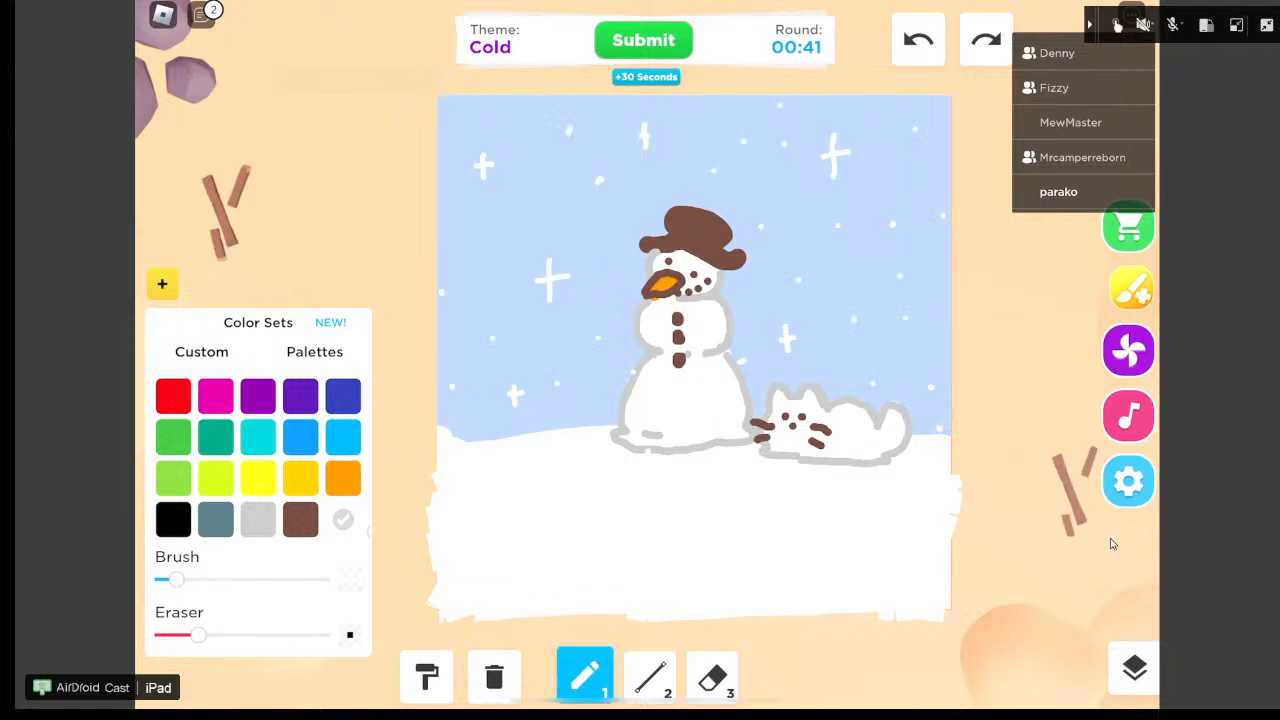 2
Theme:
Cold
Submit
Round:
00:41
+30 Seconds
Denny
Fizzy
MewMaster
Mrcamperreborn
parako
+
Color Sets NEW!
Custom Palettes
Brush
Eraser
1
2
3
AirDroid Cast | iPad